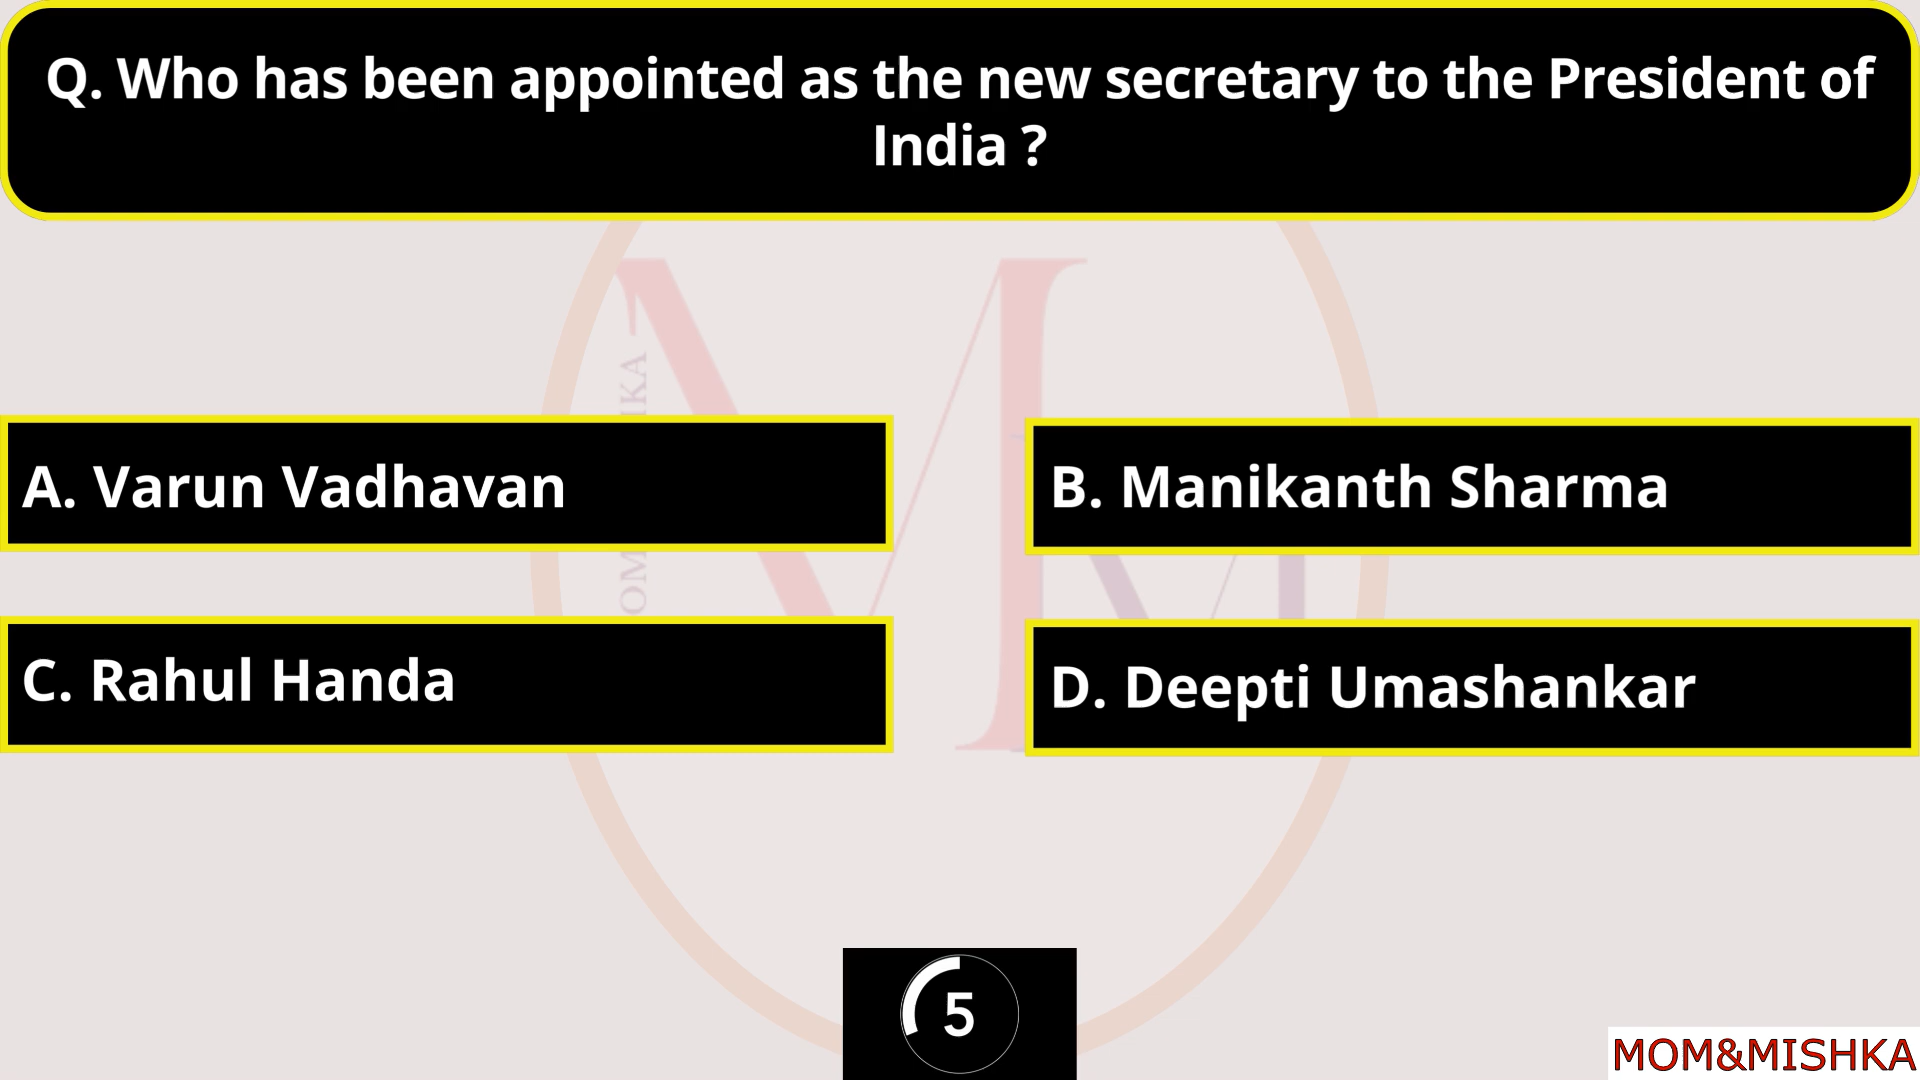 Q. Who has been appointed as the new secretary to the President of
India ?
A. Varun Vadhavan
B. Manikanth Sharma
C. Rahul Handa
D. Deepti Umashankar
5
MOM&MISHKA